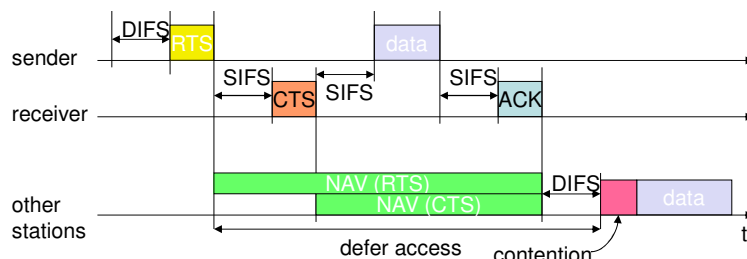 DIFS
RTS
data
sender
SIFS
SIFS
SIFS
CTS
ACK
receiver
NAV (RTS)
DIFS
NAV (CTS)
data
other
stations
defer access
contention
t